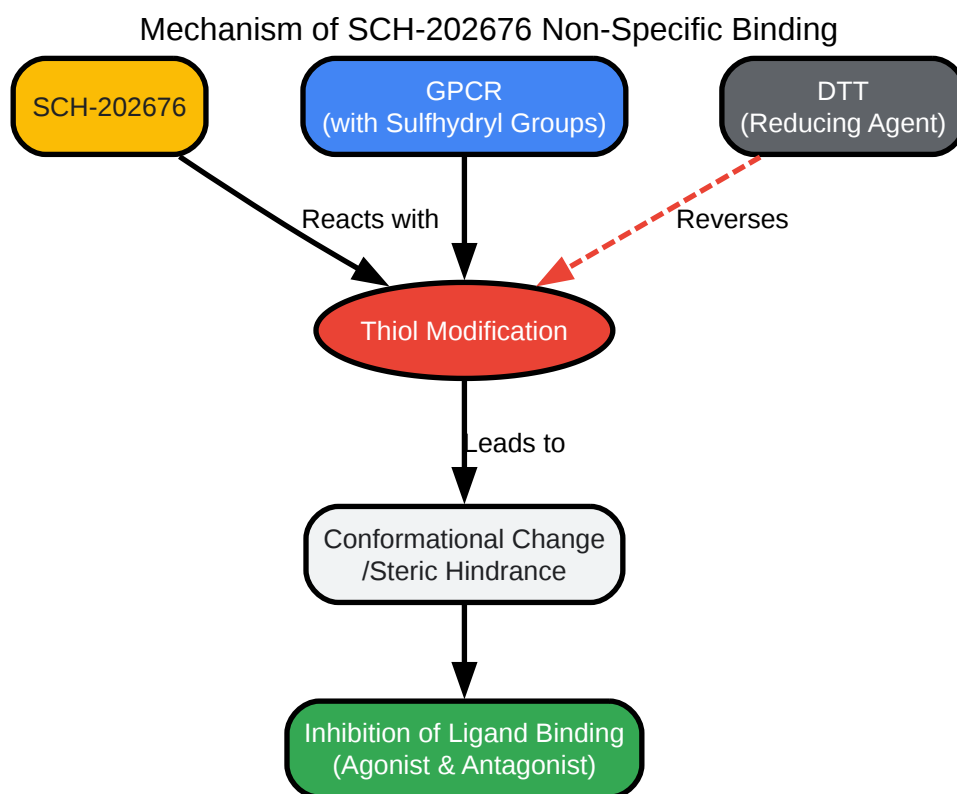 Mechanism of SCH-202676 Non-Specific Binding
SCH-202676
GPCR
(with Sulfhydryl Groups)
DTT
(Reducing Agent)
Reacts with
Reverses
Thiol Modification
Leads to
Conformational Change
/Steric Hindrance
Inhibition of Ligand Binding
(Agonist & Antagonist)